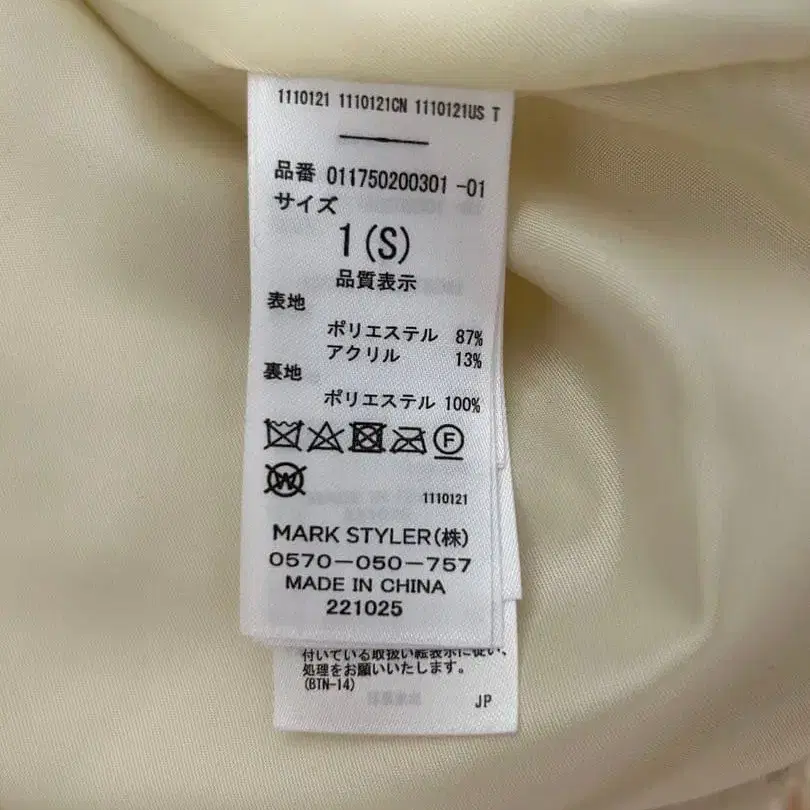 1110121 1110121CN 1110121US T
品番 011750200301 -01
サイズ
1(S)
品質表示
表地
ポリエステル 87%
アクリル 13%
裏地
ポリエステル 100%
F
W
1110121
MARK STYLER(株)
0570-050-757
MADE IN CHINA
221025
付いている取扱い絵表示に従い、
処理をお願いいたします。
(BTN-14)
JP